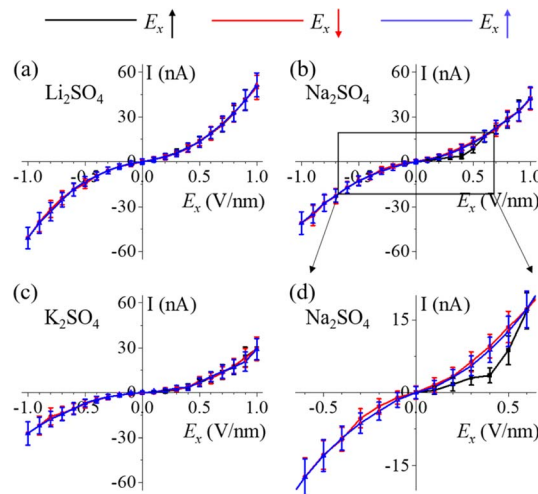 Eₓ ↑ Eₓ ↓ Eₓ ↑
(a) I (nA) (b) I (nA)
Li₂SO₄ Na₂SO₄
60 60
30 30
-1.0 -0.5 0.0 0.5 1.0 -1.0 -0.5 0.0 0.5 1.0
Eₓ (V/nm) Eₓ (V/nm)
-30 -30
-60 -60
(c) I (nA) (d) I (nA)
K₂SO₄ Na₂SO₄
60 15
30
-1.0 -0.5 0.0 0.5 1.0 -0.5 0.0 0.5
Eₓ (V/nm) Eₓ (V/nm)
-30 -15
-60